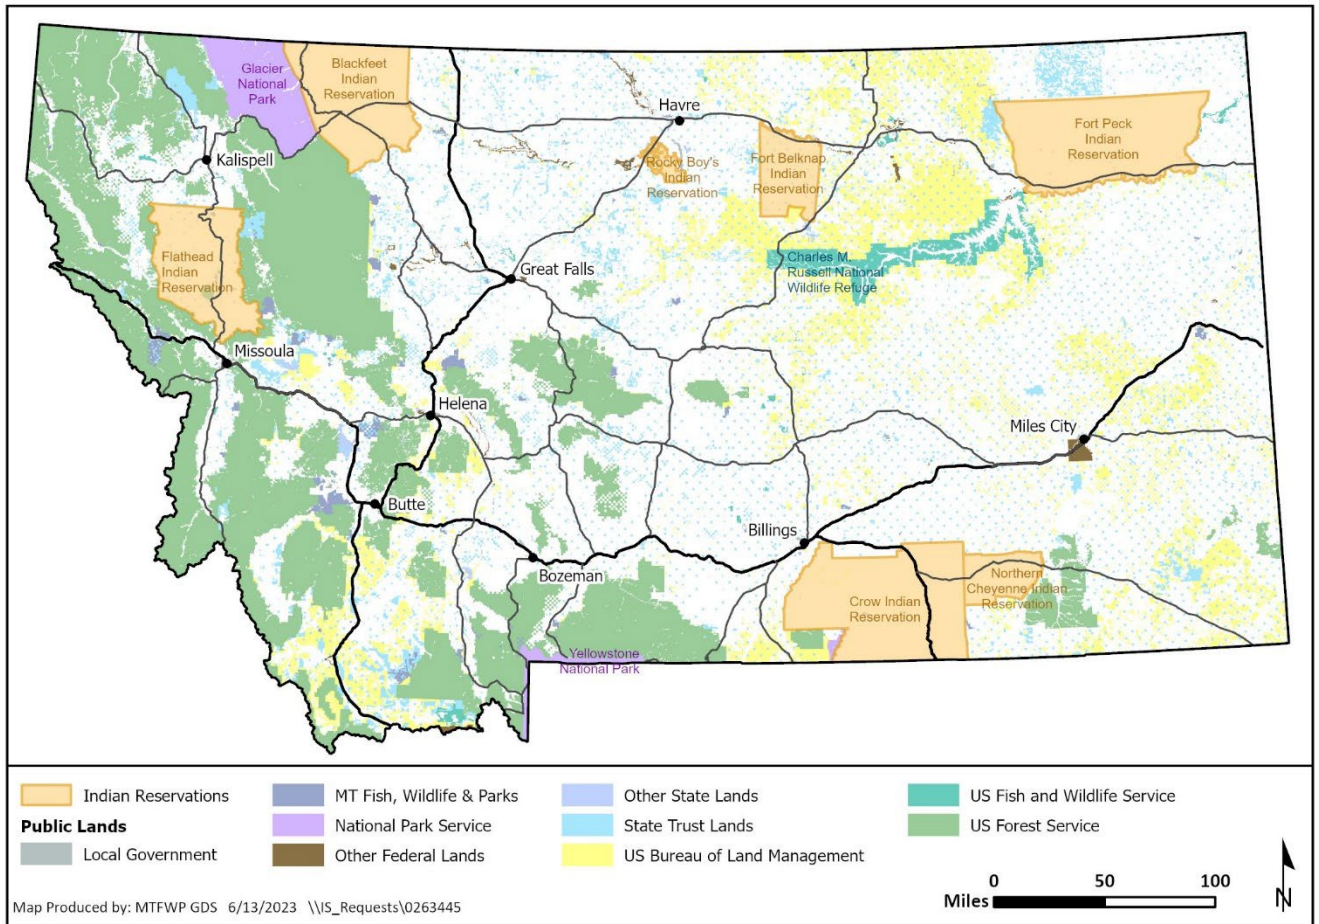 Glacier
National
Park
Blackfeet
Indian
Reservation
Havre
Fort Peck
Indian
Reservation
Kalispell
Rocky Boy's
Indian
Reservation
Fort Belknap
Indian
Reservation
Flathead
Indian
Reservation
Great Falls
Charles M.
Russell National
Wildlife Refuge
Missoula
Helena
Miles City
Butte
Billings
Bozeman
Crow Indian
Reservation
Northern
Cheyenne Indian
Reservation
Yellowstone
National Park
Indian Reservations
Public Lands
Local Government
MT Fish, Wildlife & Parks
National Park Service
Other Federal Lands
Other State Lands
State Trust Lands
US Bureau of Land Management
US Fish and Wildlife Service
US Forest Service
Map Produced by: MTFWP GDS 6/13/2023 \\IS_Requests\0263445
0 50 100
Miles
N